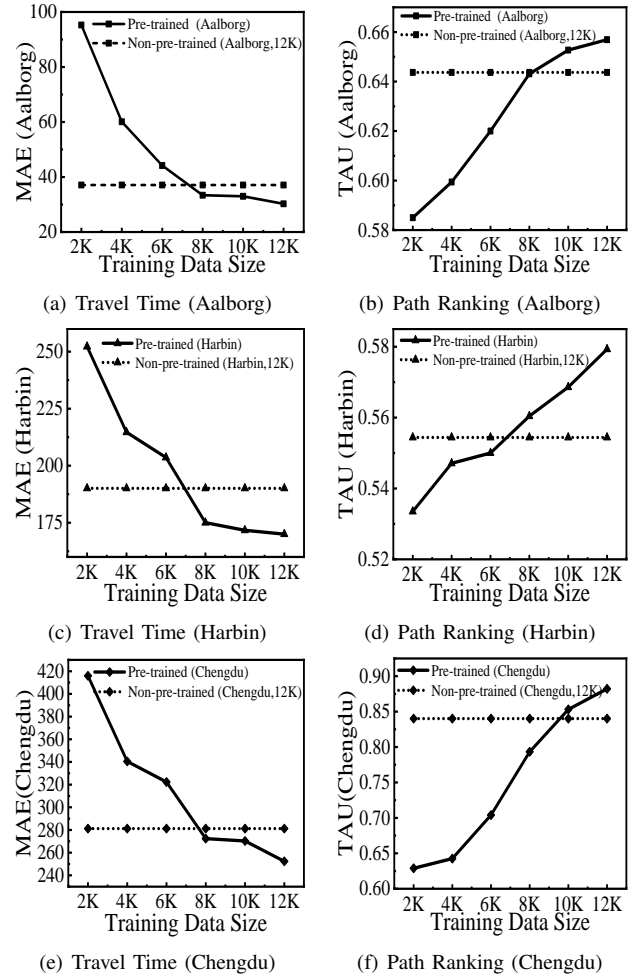 MAE (Aalborg)
100
80
60
40
20
Pre-trained (Aalborg)
Non-pre-trained (Aalborg,12K)
2K 4K 6K 8K 10K 12K
Training Data Size
(a) Travel Time (Aalborg)
TAU (Aalborg)
0.66
0.64
0.62
0.60
0.58
Pre-trained (Aalborg)
Non-pre-trained (Aalborg,12K)
2K 4K 6K 8K 10K 12K
Training Data Size
(b) Path Ranking (Aalborg)
MAE (Harbin)
250
225
200
175
Pre-trained (Harbin)
Non-pre-trained (Harbin,12K)
2K 4K 6K 8K 10K 12K
Training Data Size
(c) Travel Time (Harbin)
TAU (Harbin)
0.58
0.56
0.54
0.52
Pre-trained (Harbin)
Non-pre-trained (Harbin,12K)
2K 4K 6K 8K 10K 12K
Training Data Size
(d) Path Ranking (Harbin)
MAE(Chengdu)
420
400
380
360
340
320
300
280
260
240
Pre-trained (Chengdu)
Non-pre-trained (Chengdu,12K)
2K 4K 6K 8K 10K 12K
Training Data Size
(e) Travel Time (Chengdu)
TAU(Chengdu)
0.90
0.85
0.80
0.75
0.70
0.65
0.60
Pre-trained (Chengdu)
Non-pre-trained (Chengdu,12K)
2K 4K 6K 8K 10K 12K
Training Data Size
(f) Path Ranking (Chengdu)